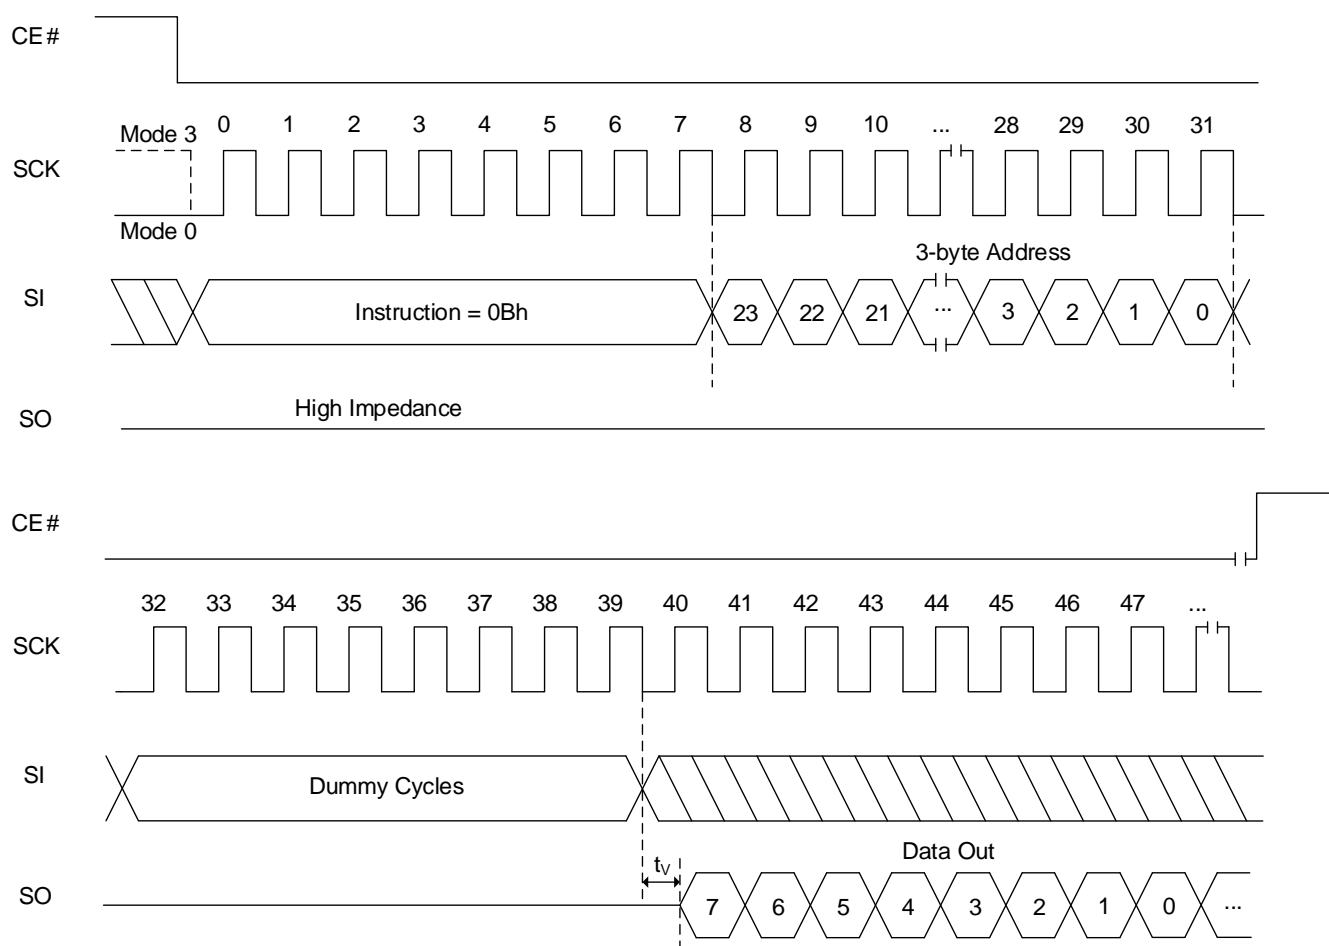 CE#
Mode 3 0 1 2 3 4 5 6 7 8 9 10 ... 28 29 30 31
SCK
Mode 0
3-byte Address
SI
Instruction = 0Bh 23 22 21 ... 3 2 1 0
High Impedance
SO
CE#
32 33 34 35 36 37 38 39 40 41 42 43 44 45 46 47 ...
SCK
SI
Dummy Cycles
Data Out
tV
SO
7 6 5 4 3 2 1 0 ...